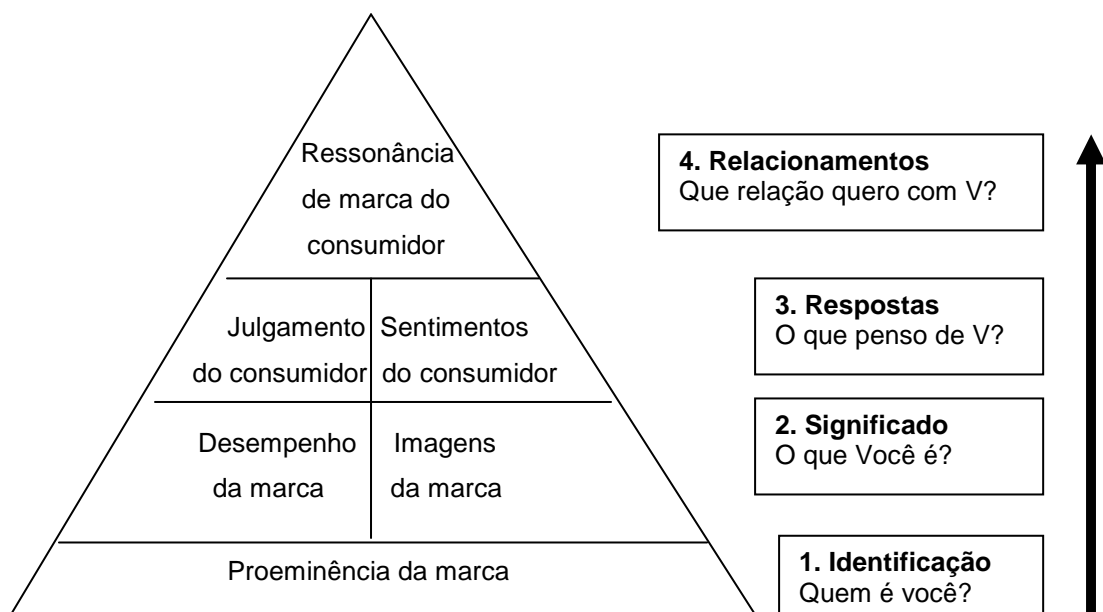 Ressonância
de marca do
consumidor
4. Relacionamentos
Que relação quero com V?
Julgamento
do consumidor
Sentimentos
do consumidor
3. Respostas
O que penso de V?
Desempenho
da marca
Imagens
da marca
2. Significado
O que Você é?
Proeminência da marca
1. Identificação
Quem é você?